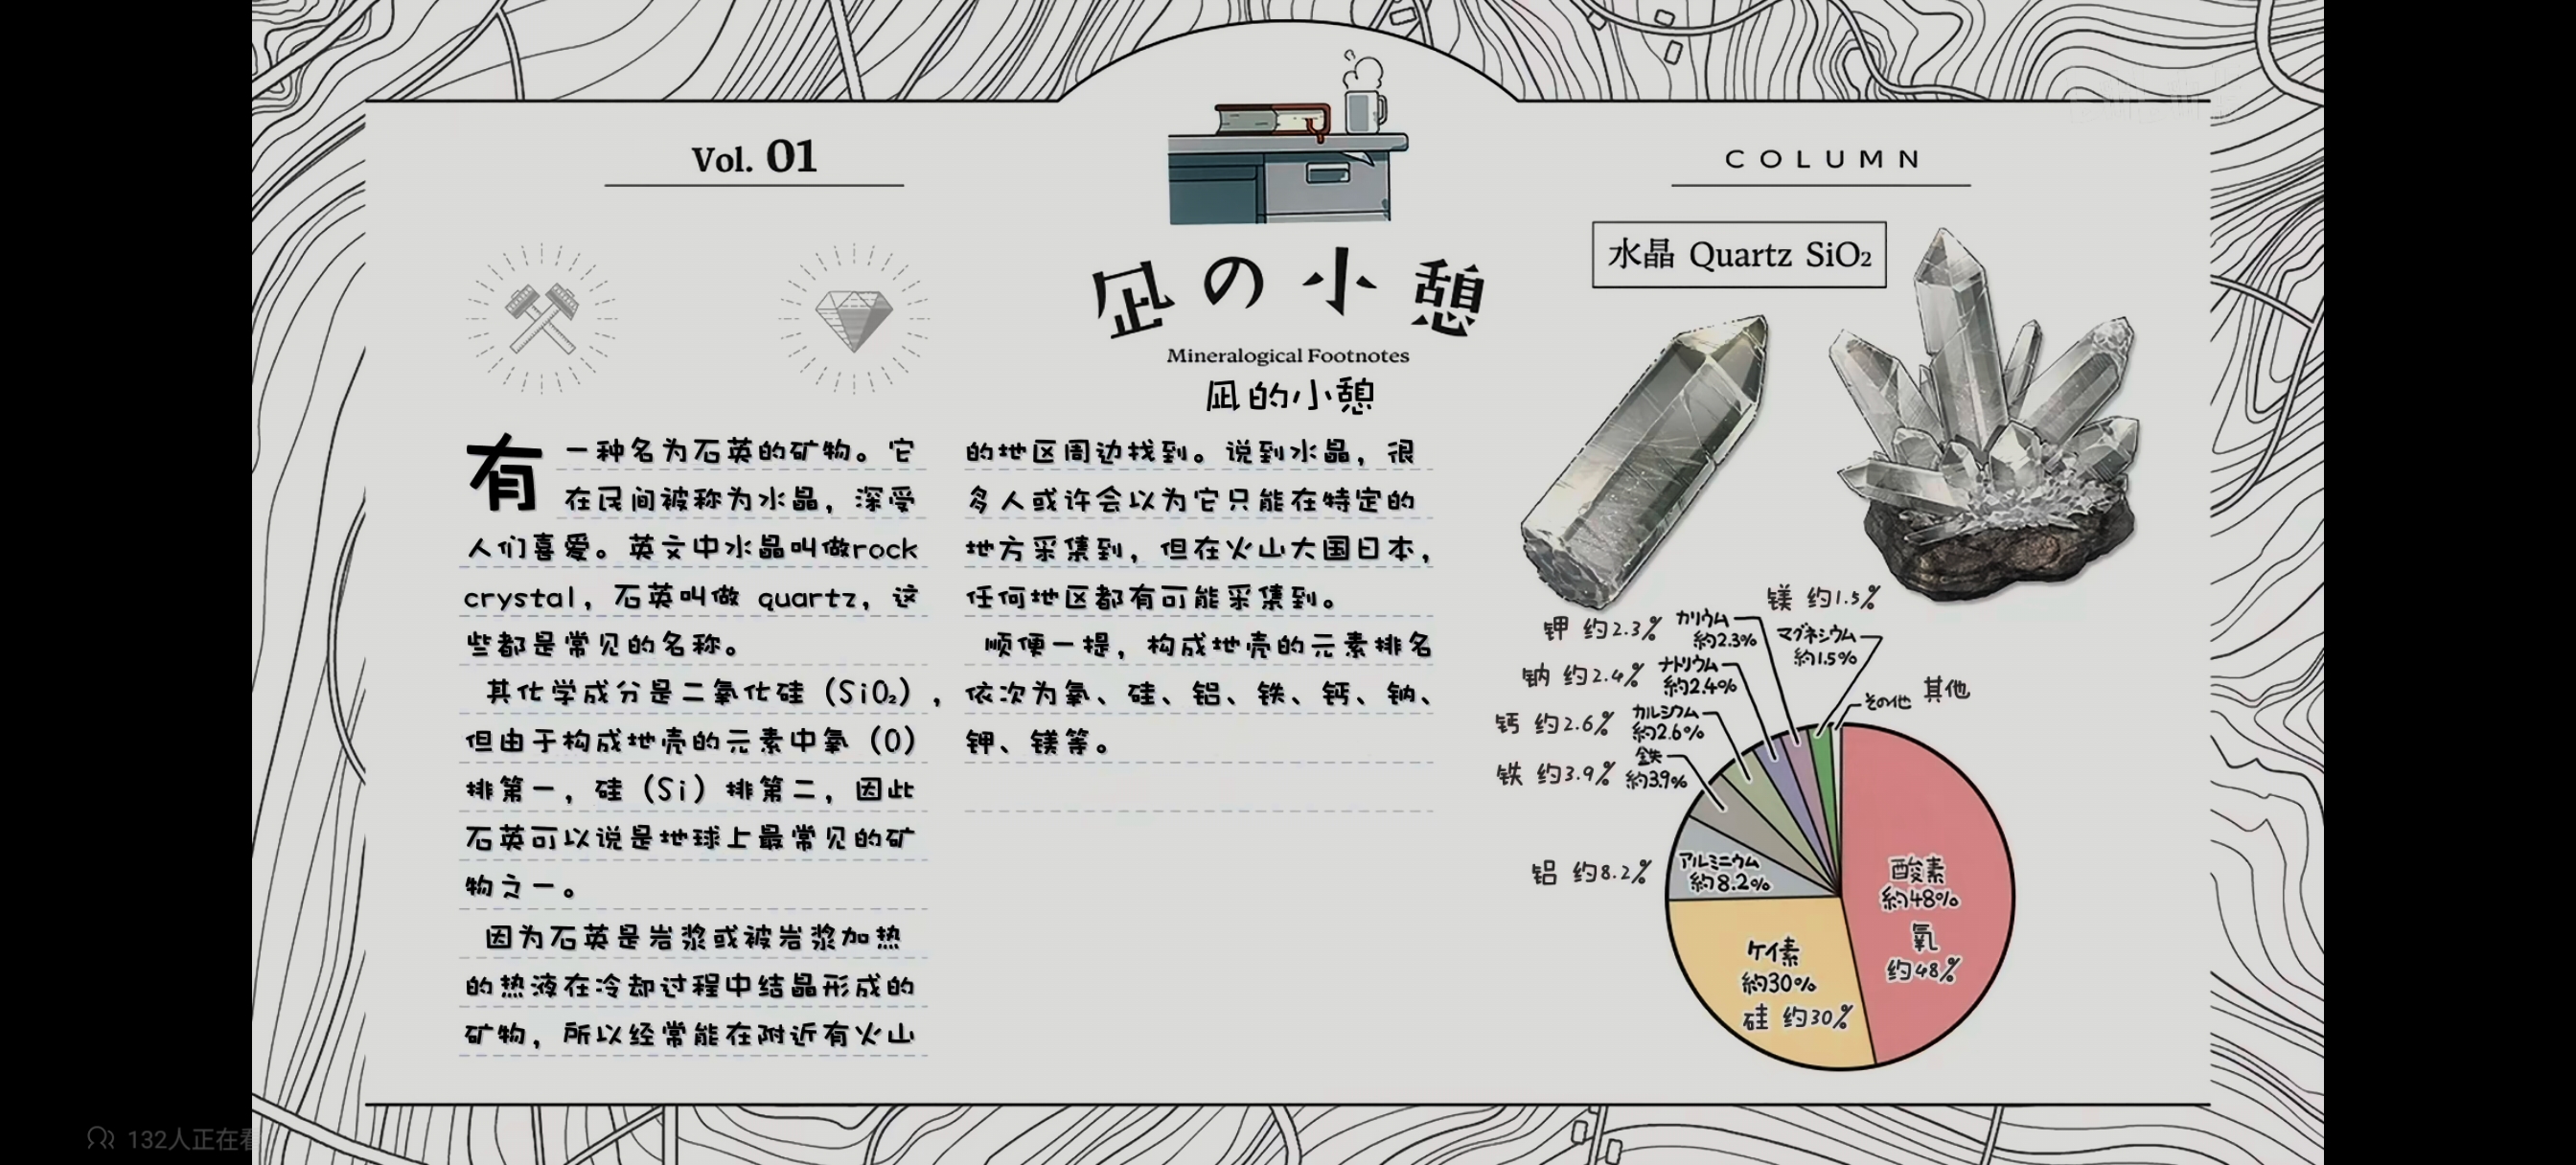 Vol. 01
COLUMN
凪の小憩
Mineralogical Footnotes
凪的小憩
有一种名为石英的矿物。它
在民间被称为水晶，深受
人们喜爱。英文中水晶叫做rock
crystal，石英叫做 quartz，这
些都是常见的名称。
其化学成分是二氧化硅（SiO₂），
但由于构成地壳的元素中氧（O）
排第一，硅（Si）排第二，因此
石英可以说是地球上最常见的矿
物之一。
因为石英是岩浆或被岩浆加热
的热液在冷却过程中结晶形成的
矿物，所以经常能在附近有火山
的地区周边找到。说到水晶，很
多人或许会以为它只能在特定的
地方采集到，但在火山大国日本，
任何地区都有可能采集到。
顺便一提，构成地壳的元素排名
依次为氧、硅、铝、铁、钙、钠、
钾、镁等。
水晶 Quartz SiO₂
镁 约1.5%
マグネシウム
約1.5%
钾 约2.3%
カリウム
約2.3%
钠 约2.4%
ナトリウム
約2.4%
钙 约2.6%
カルシウム
約2.6%
铁 约3.9%
鉄
約3.9%
その他 其他
铝 约8.2%
アルミニウム
約8.2%
酸素
約48%
氧
约48%
ケイ素
約30%
硅 约30%
132人正在看